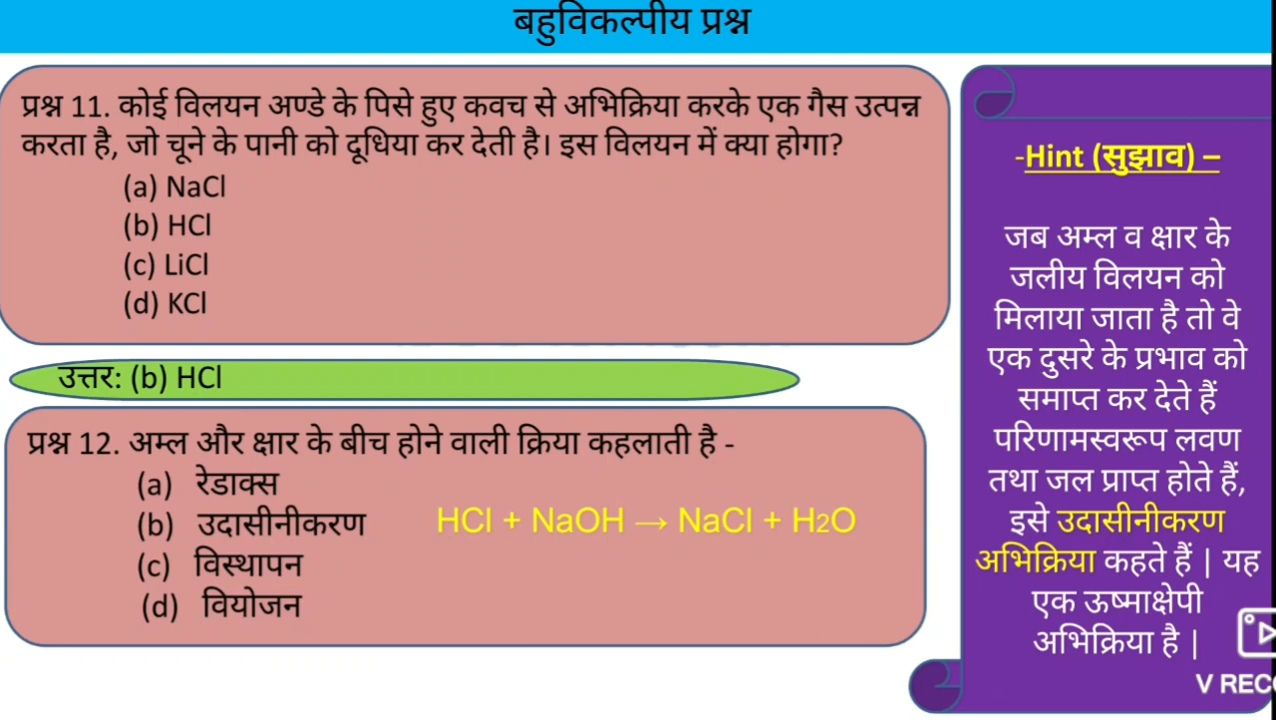 बहुविकल्पीय प्रश्न
प्रश्न 11. कोई विलयन अण्डे के पिसे हुए कवच से अभिक्रिया करके एक गैस उत्पन्न
करता है, जो चूने के पानी को दूधिया कर देती है। इस विलयन में क्या होगा?
(a) NaCl
(b) HCl
(c) LiCl
(d) KCl
उत्तर: (b) HCl
प्रश्न 12. अम्ल और क्षार के बीच होने वाली क्रिया कहलाती है -
(a) रेडाक्स
(b) उदासीनीकरण
HCl + NaOH → NaCl + H2O
(c) विस्थापन
(d) वियोजन
-Hint (सुझाव) –
जब अम्ल व क्षार के
जलीय विलयन को
मिलाया जाता है तो वे
एक दुसरे के प्रभाव को
समाप्त कर देते हैं
परिणामस्वरूप लवण
तथा जल प्राप्त होते हैं,
इसे उदासीनीकरण
अभिक्रिया कहते हैं | यह
एक ऊष्माक्षेपी
अभिक्रिया है |
V REC